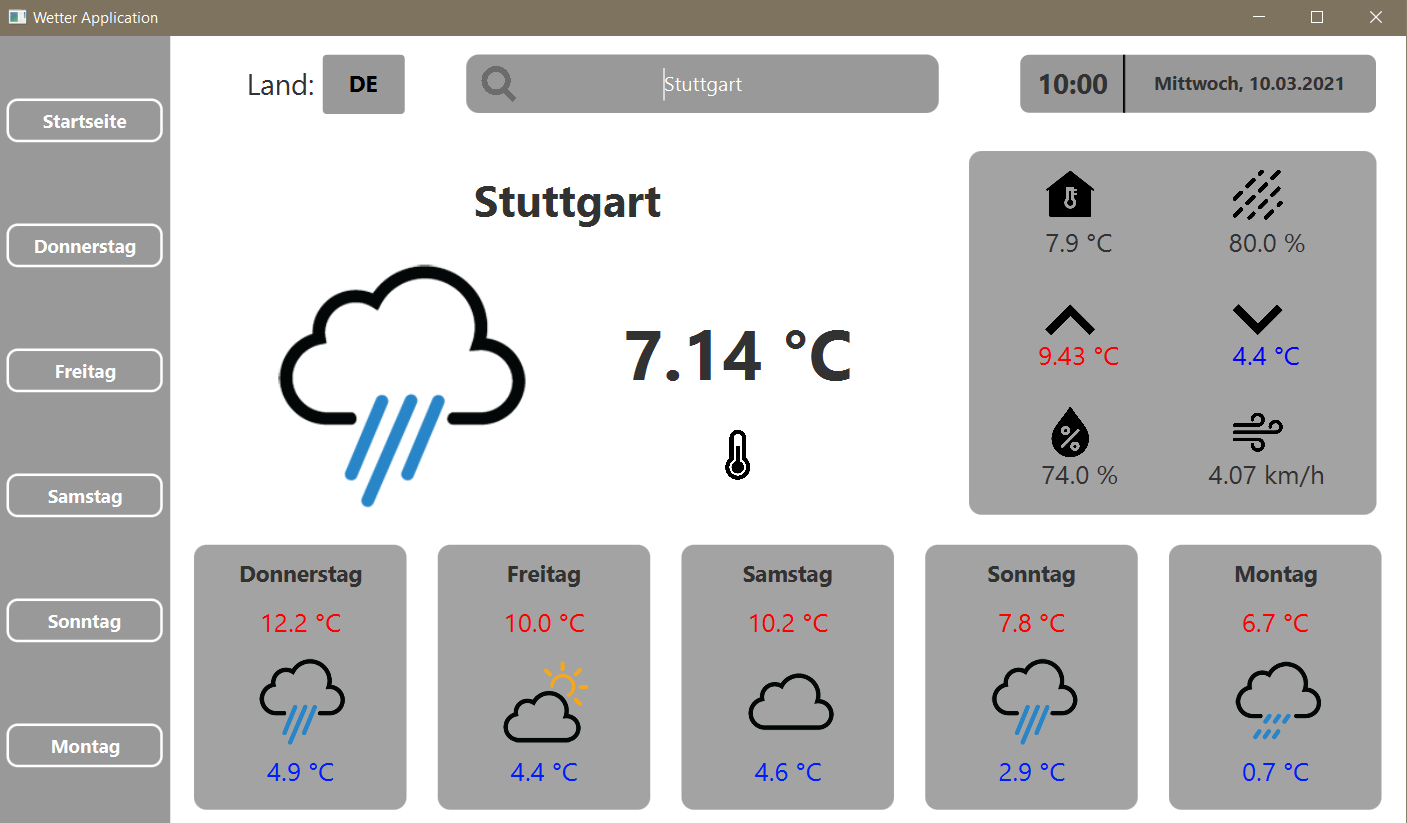 Wetter Application
Land: DE
Stuttgart
10:00 Mittwoch, 10.03.2021
Startseite
Donnerstag
Freitag
Samstag
Sonntag
Montag
Stuttgart
7.14 °C
7.9 °C 80.0 %
9.43 °C 4.4 °C
%
74.0 % 4.07 km/h
Donnerstag
12.2 °C
4.9 °C
Freitag
10.0 °C
4.4 °C
Samstag
10.2 °C
4.6 °C
Sonntag
7.8 °C
2.9 °C
Montag
6.7 °C
0.7 °C